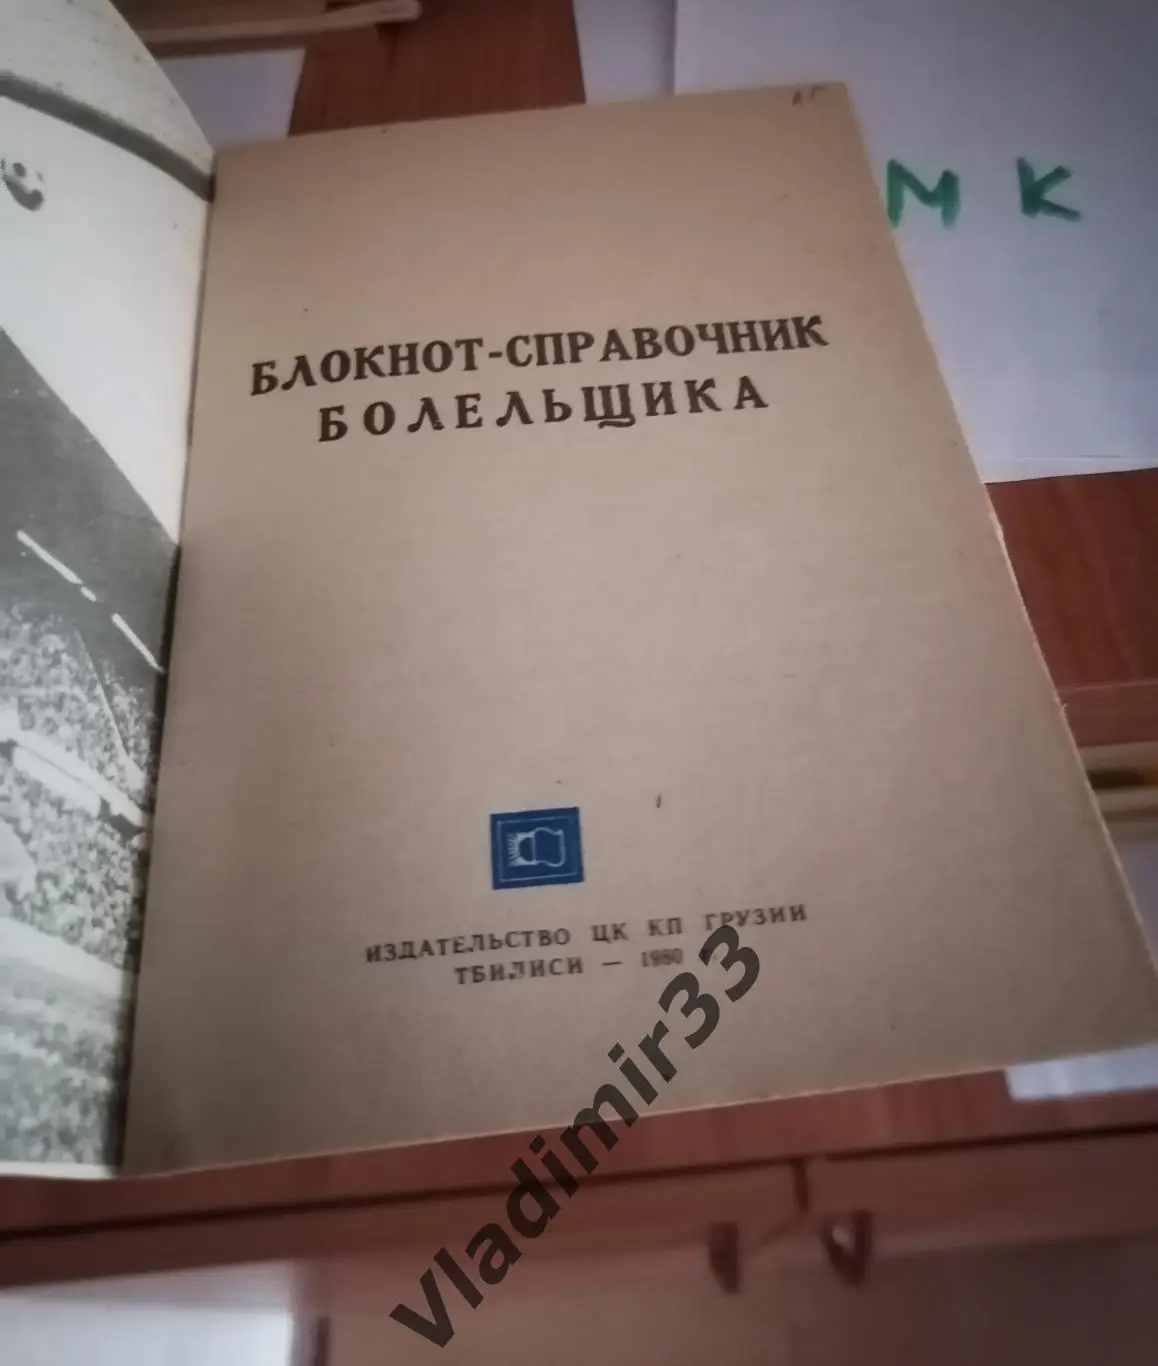 МК
БЛОКНОТ-СПРАВОЧНИК
БОЛЕЛЬЩИКА
ИЗДАТЕЛЬСТВО ЦК КП ГРУЗИИ
ТБИЛИСИ — 1980
Vladimir33